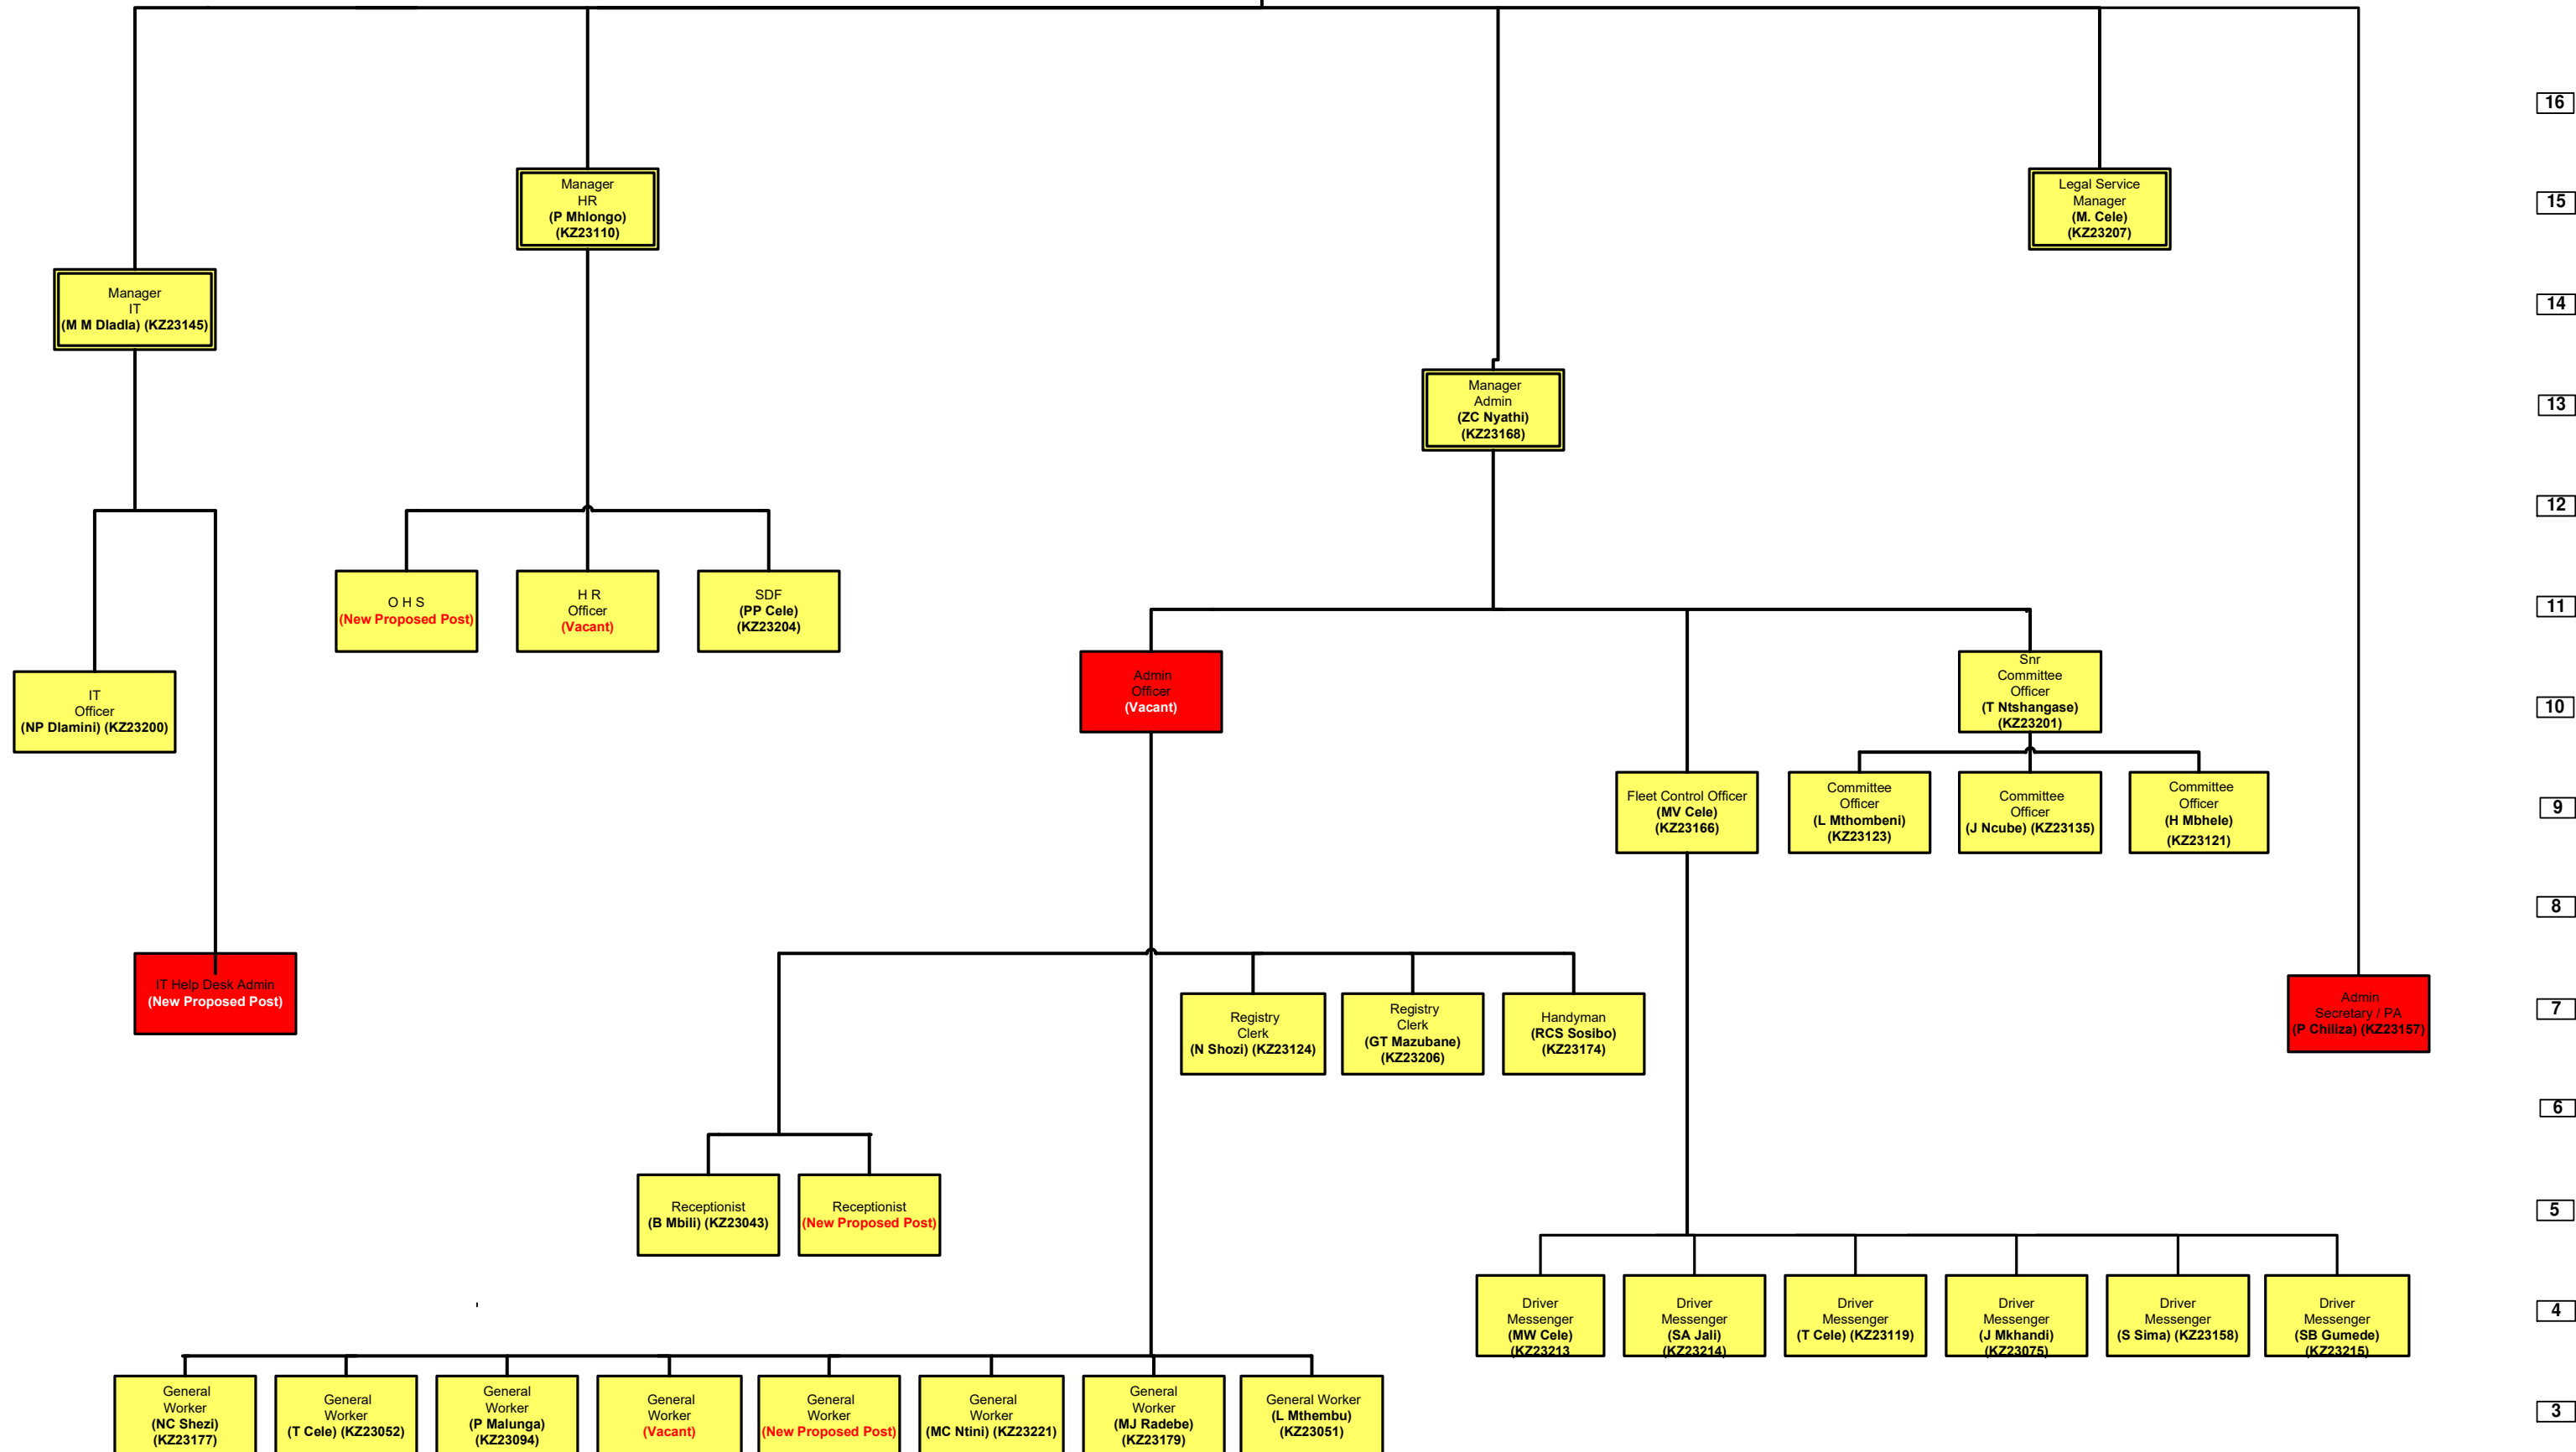 16
Manager
HR
(P Mhlongo)
(KZ23110)
Legal Service
Manager
(M. Cele)
(KZ23207)
15
Manager
IT
(M M Dladla) (KZ23145)
14
Manager
Admin
(ZC Nyathi)
(KZ23168)
13
12
O H S
(New Proposed Post)
H R
Officer
(Vacant)
SDF
(PP Cele)
(KZ23204)
11
IT
Officer
(NP Dlamini) (KZ23200)
Admin
Officer
(Vacant)
Snr
Committee
Officer
(T Ntshangase)
(KZ23201)
10
Fleet Control Officer
(MV Cele)
(KZ23166)
Committee
Officer
(L Mthombeni)
(KZ23123)
Committee
Officer
(J Ncube) (KZ23135)
Committee
Officer
(H Mbhele)
(KZ23121)
9
8
IT Help Desk Admin
(New Proposed Post)
Registry
Clerk
(N Shozi) (KZ23124)
Registry
Clerk
(GT Mazubane)
(KZ23206)
Handyman
(RCS Sosibo)
(KZ23174)
Admin
Secretary / PA
(P Chiliza) (KZ23157)
7
6
Receptionist
(B Mbili) (KZ23043)
Receptionist
(New Proposed Post)
5
Driver
Messenger
(MW Cele)
(KZ23213
Driver
Messenger
(SA Jali)
(KZ23214)
Driver
Messenger
(T Cele) (KZ23119)
Driver
Messenger
(J Mkhandi)
(KZ23075)
Driver
Messenger
(S Sima) (KZ23158)
Driver
Messenger
(SB Gumede)
(KZ23215)
4
General
Worker
(NC Shezi)
(KZ23177)
General
Worker
(T Cele) (KZ23052)
General
Worker
(P Malunga)
(KZ23094)
General
Worker
(Vacant)
General
Worker
(New Proposed Post)
General
Worker
(MC Ntini) (KZ23221)
General
Worker
(MJ Radebe)
(KZ23179)
General Worker
(L Mthembu)
(KZ23051)
3